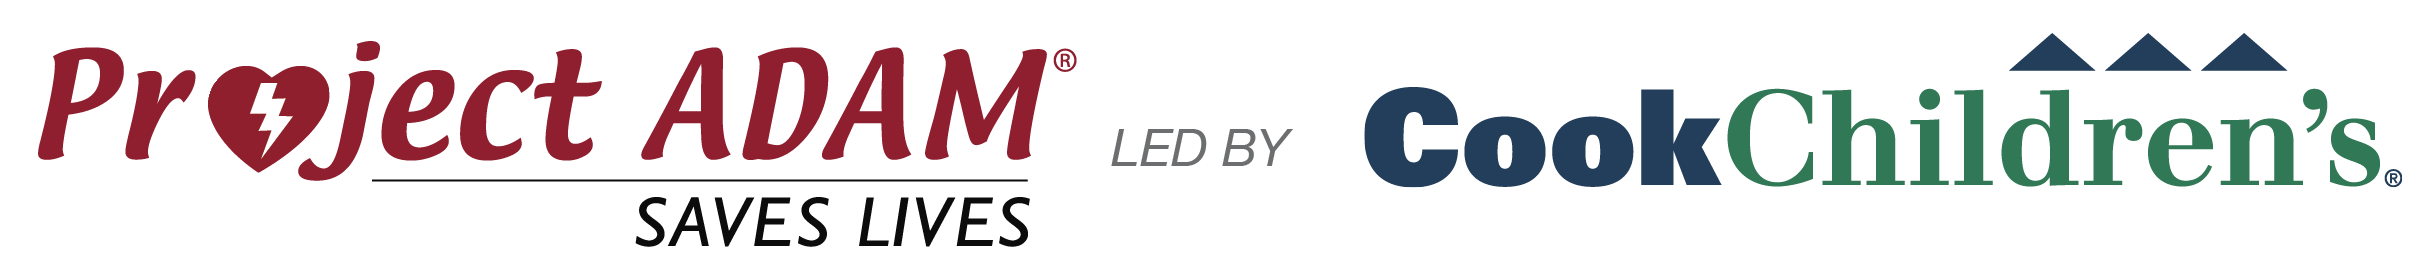 Project ADAM®
SAVES LIVES
LED BY
CookChildren's®